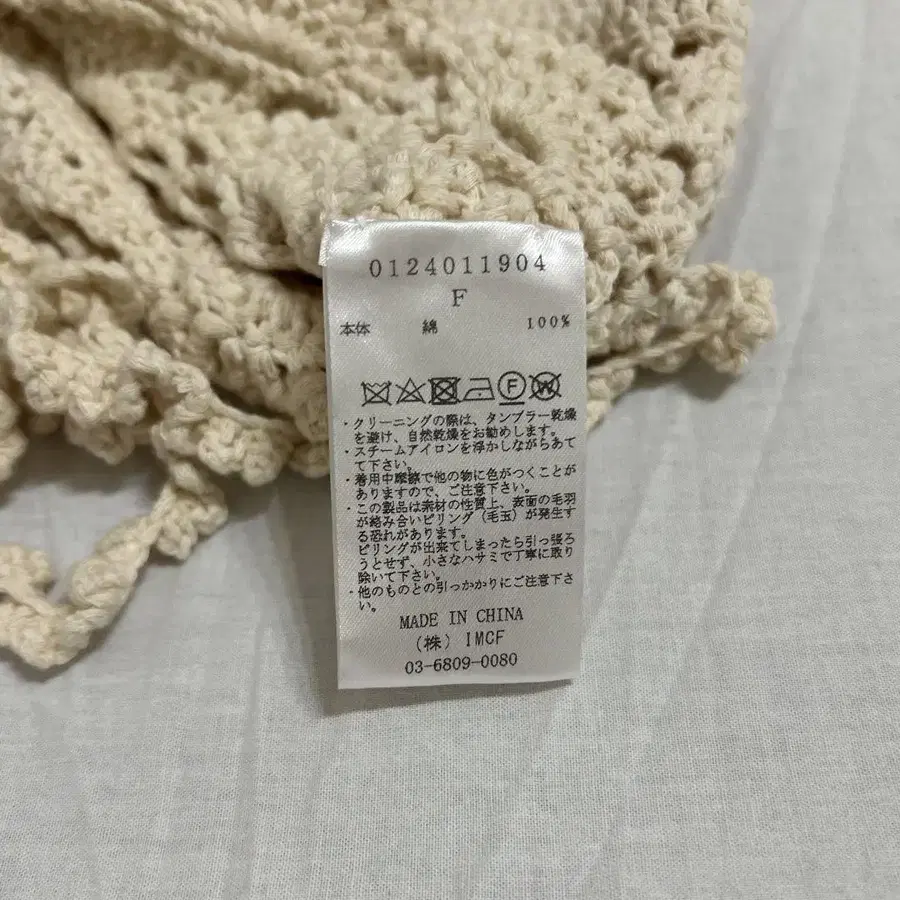 0124011904
F
本体 綿 100%
F W
・クリーニングの際は、タンブラー乾燥
を避け、自然乾燥をお勧めします。
・スチームアイロンを浮かしながらあて
て下さい。
・着用中摩擦で他の物に色がつくことが
ありますので、ご注意下さい。
・この製品は素材の性質上、表面の毛羽
が絡み合いピリング（毛玉）が発生す
る恐れがあります。
ピリングが出来てしまったら引っ張ろ
うとせず、小さなハサミで丁寧に取り
除いて下さい。
・他のものとの引っかかりにご注意下さ
い。
MADE IN CHINA
（株）IMCF
03-6809-0080